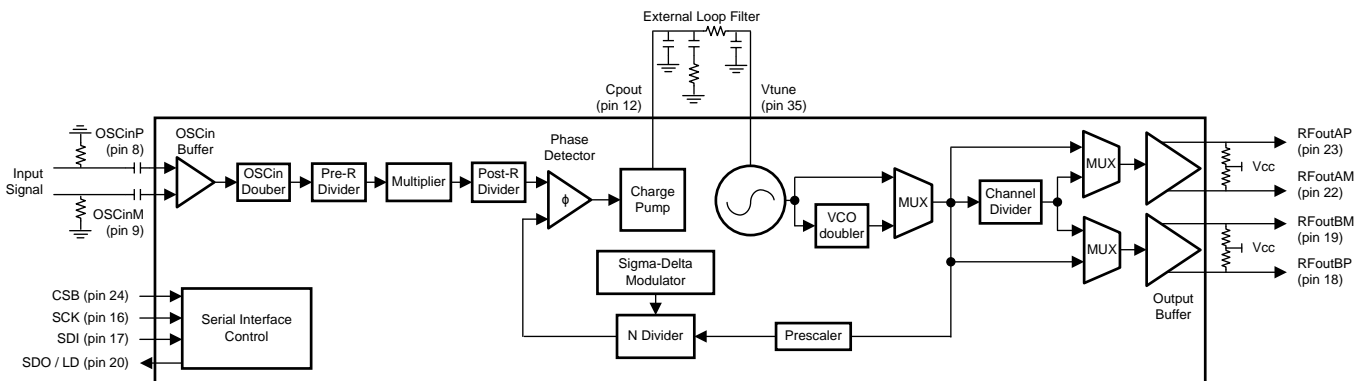 External Loop Filter
Cpout
(pin 12)
Vtune
(pin 35)
OSCinP
(pin 8)
OSCin
Buffer
Input
Signal
OSCinM
(pin 9)
OSCin
Douber
Pre-R
Divider
Multiplier
Post-R
Divider
Phase
Detector
ϕ
Charge
Pump
VCO
doubler
MUX
Channel
Divider
MUX
MUX
RFoutAP
(pin 23)
Vcc
RFoutAM
(pin 22)
RFoutBM
(pin 19)
Vcc
RFoutBP
(pin 18)
Output
Buffer
Sigma-Delta
Modulator
N Divider
Prescaler
CSB (pin 24)
SCK (pin 16)
SDI (pin 17)
SDO / LD (pin 20)
Serial Interface
Control